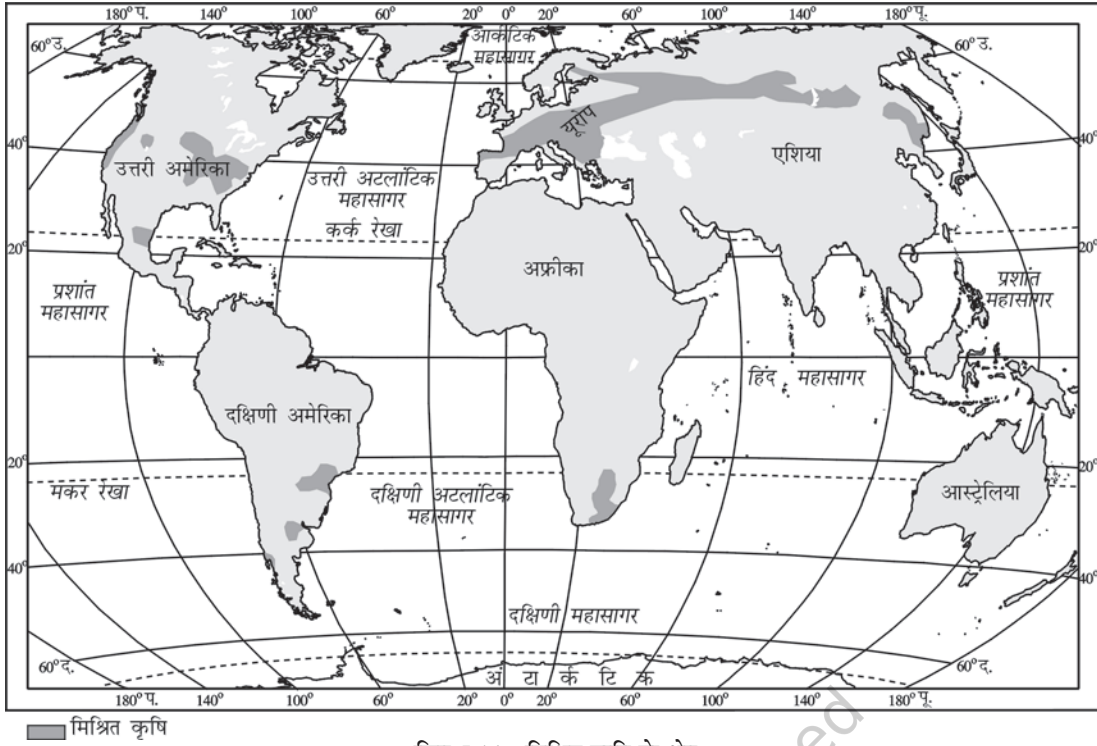 180° प. 140° 100° 60° 20° 0° 20° 60° 100° 140° 180° पू.
60° उ.
आर्कटिक
महासागर
60° उ.
यूरोप
40°
40°
उत्तरी अमेरिका
एशिया
उत्तरी अटलांटिक
महासागर
कर्क रेखा
20°
20°
अफ्रीका
प्रशांत
महासागर
प्रशांत
महासागर
हिंद महासागर
दक्षिणी अमेरिका
20°
20°
मकर रेखा
दक्षिणी अटलांटिक
महासागर
आस्ट्रेलिया
40°
40°
दक्षिणी महासागर
60° द.
60° द.
अंटार्कटिक
180° प. 140° 100° 60° 20° 0° 20° 60° 100° 140° 180° पू.
मिश्रित कृषि